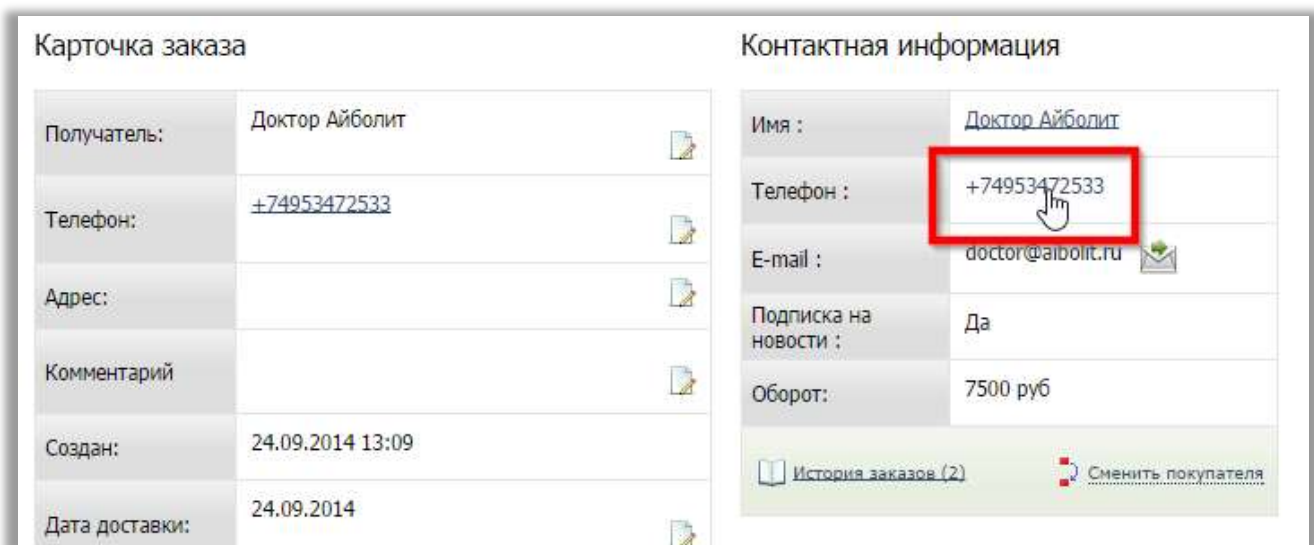 Карточка заказа
Получатель: Доктор Айболит
Телефон: +74953472533
Адрес:
Комментарий
Создан: 24.09.2014 13:09
Дата доставки: 24.09.2014
Контактная информация
Имя : Доктор Айболит
Телефон : +74953472533
E-mail : doctor@aibolit.ru
Подписка на
новости : Да
Оборот: 7500 руб
История заказов (2) Сменить покупателя